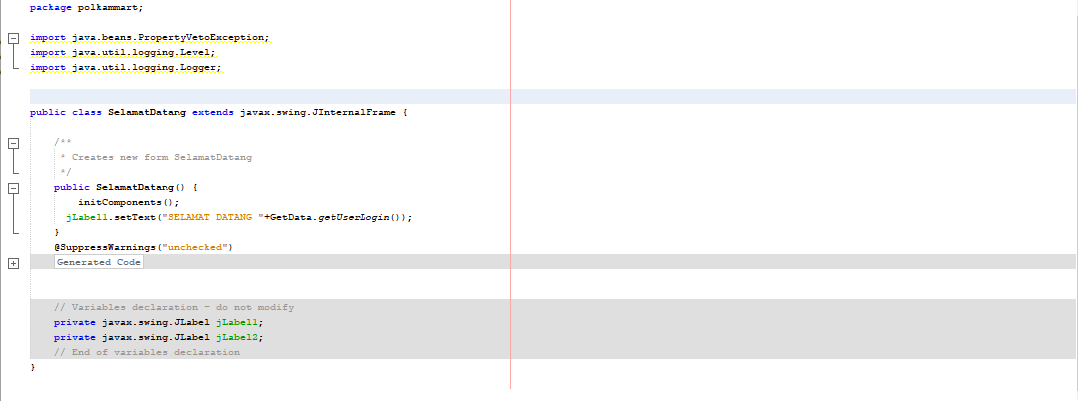 package polkammart;
import java.beans.PropertyVetoException;
import java.util.logging.Level;
import java.util.logging.Logger;
public class SelamatDatang extends javax.swing.JInternalFrame {
/**
* Creates new form SelamatDatang
*/
public SelamatDatang() {
initComponents();
jLabel1.setText("SELAMAT DATANG "+GetData.getUserLogin());
}
@SuppressWarnings("unchecked")
Generated Code
// Variables declaration - do not modify
private javax.swing.JLabel jLabel1;
private javax.swing.JLabel jLabel2;
// End of variables declaration
}